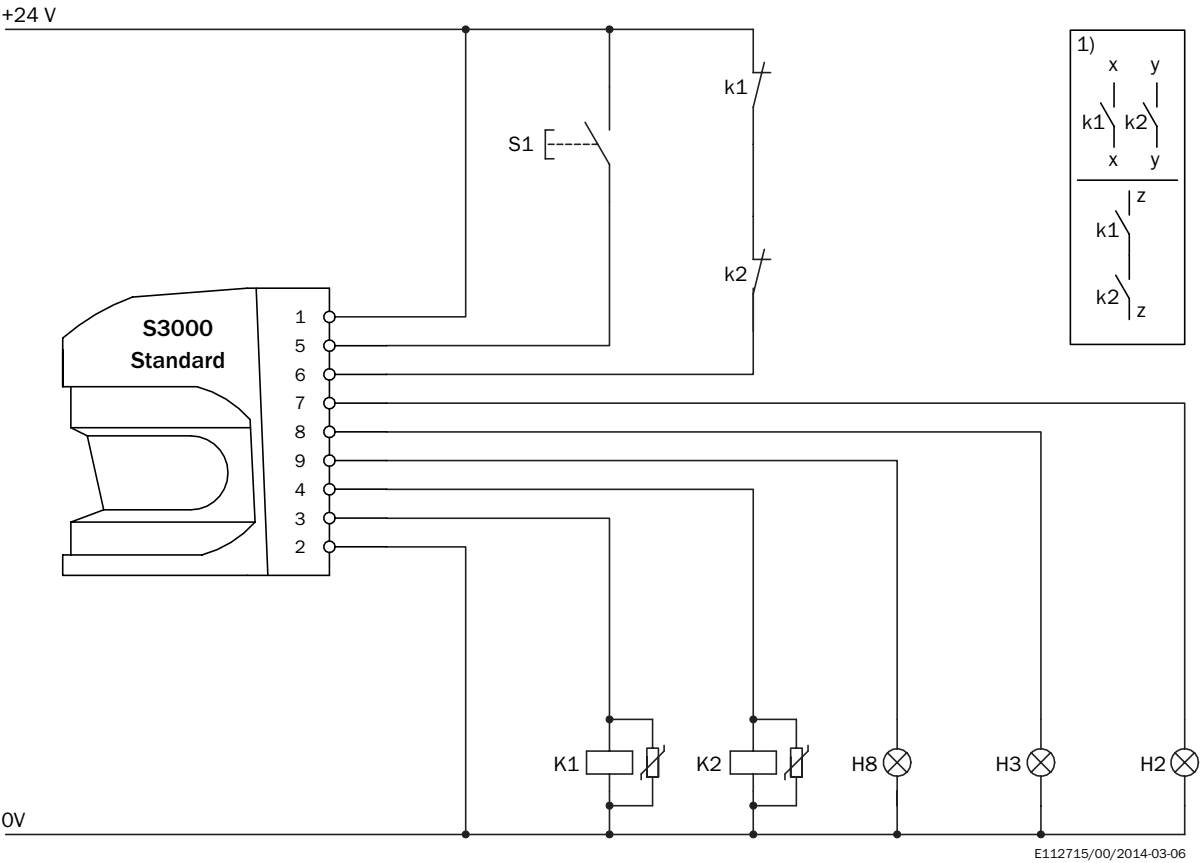 +24 V
1)
x y
k1
k1 k2
S1
x y
z
k1
k2
k2
z
S3000
Standard
1
5
6
7
8
9
4
3
2
K1
K2
H8
H3
H2
0V
E112715/00/2014-03-06